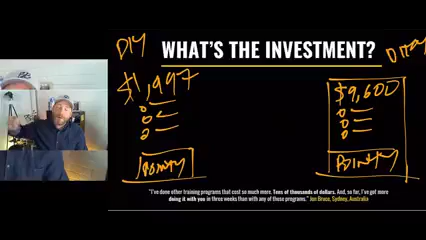 DIY
WHAT'S THE INVESTMENT?
$1,997
$9,600
"I've done other training programs that cost so much more. Tens of thousands of dollars. And, so far, I've got more
doing it with you in three weeks than with any of those programs." Jon Bruce, Sydney, Australia